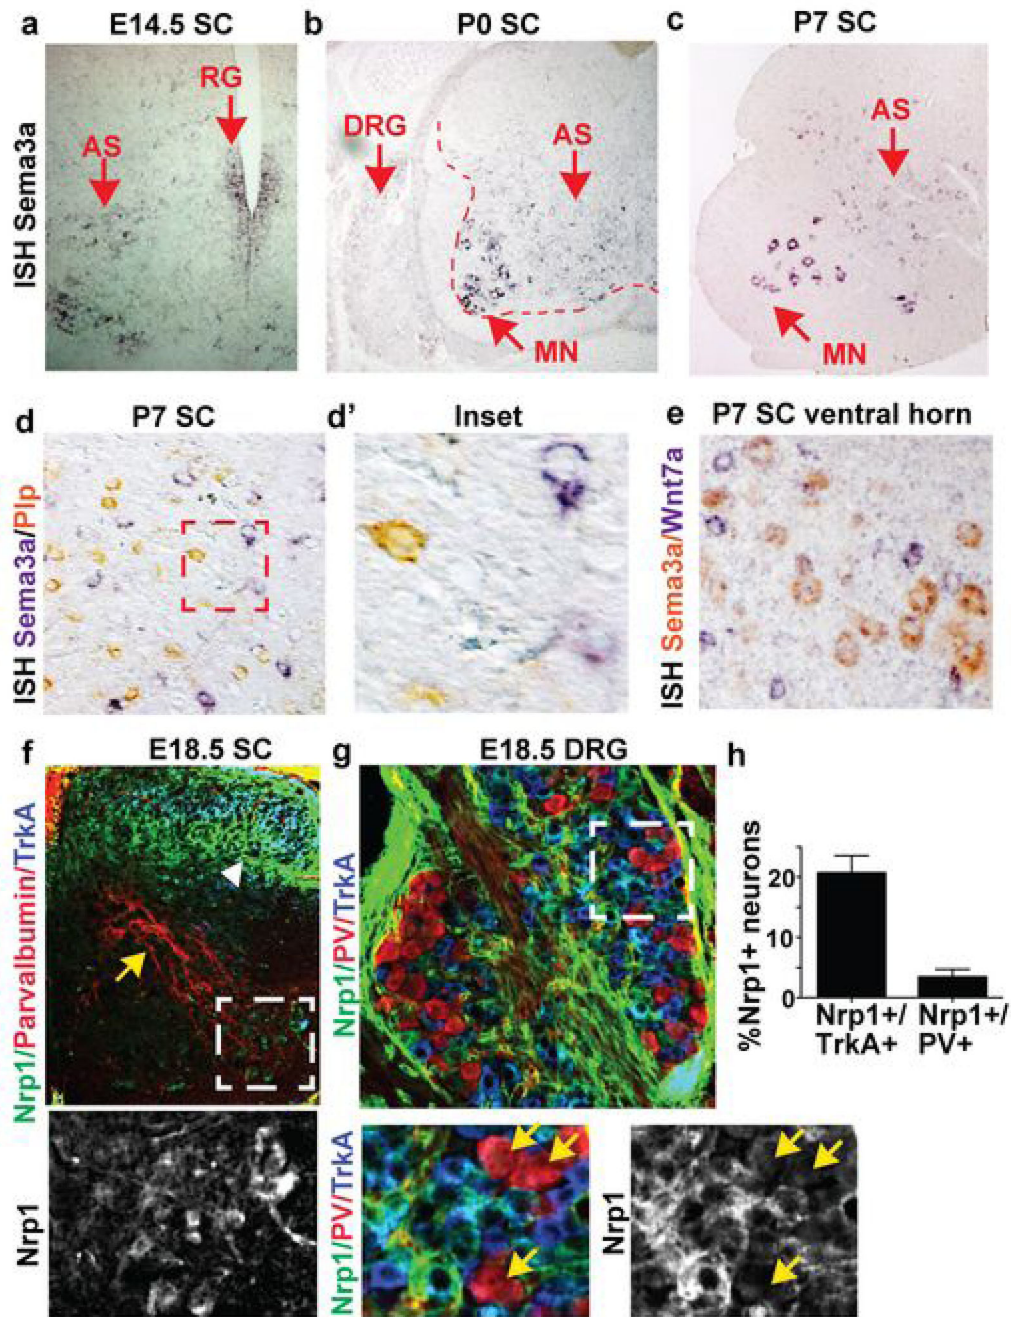 a E14.5 SC b P0 SC c P7 SC
ISH Sema3a
RG
AS
DRG
AS
MN
AS
MN
d P7 SC d’ Inset e P7 SC ventral horn
ISH Sema3a/Plp
ISH Sema3a/Wnt7a
f E18.5 SC g E18.5 DRG h
Nrp1/Parvalbumin/TrkA
Nrp1/PV/TrkA
%Nrp1+ neurons
20
10
0
Nrp1+/ Nrp1+/
TrkA+ PV+
Nrp1
Nrp1/PV/TrkA
Nrp1